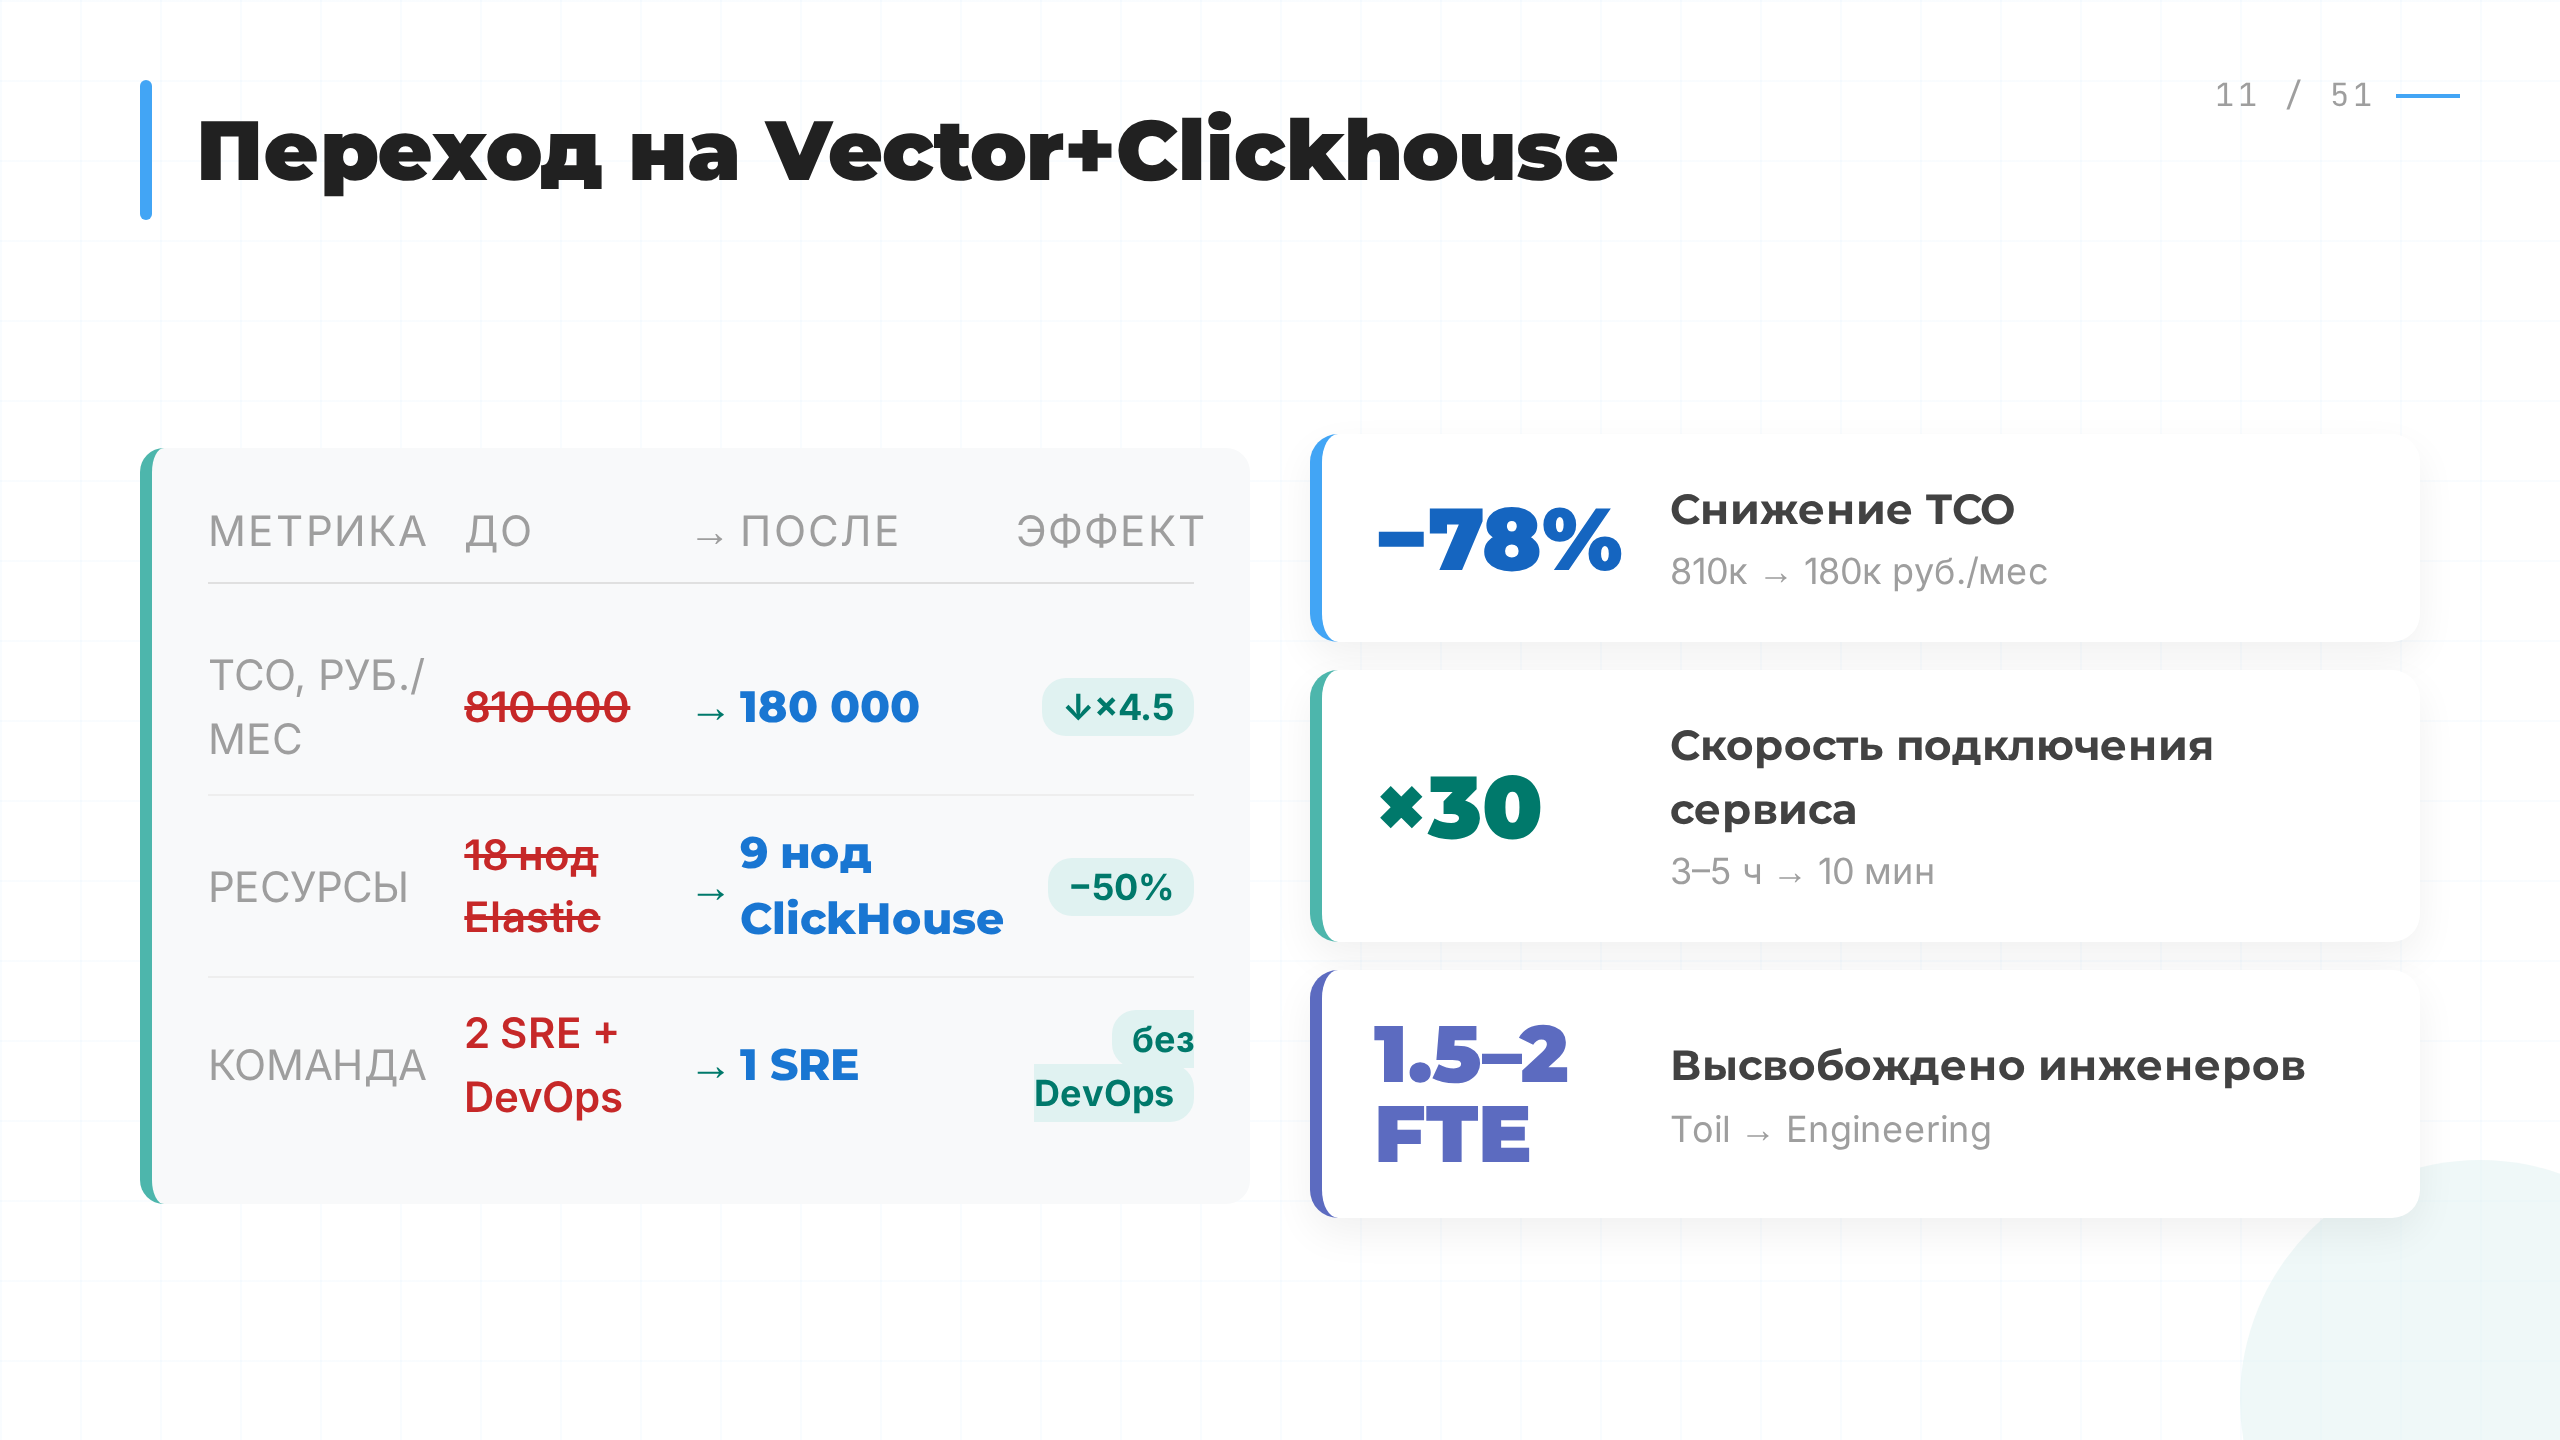 11 / 51
Переход на Vector+Clickhouse
МЕТРИКА ДО → ПОСЛЕ ЭФФЕКТ
ТСО, РУБ./
МЕС
810 000 → 180 000 ↓×4.5
РЕСУРСЫ
18 нод
Elastic
→
9 нод
ClickHouse
−50%
КОМАНДА
2 SRE +
DevOps
→ 1 SRE
без
DevOps
−78%
Снижение TCO
810к → 180к руб./мес
×30
Скорость подключения
сервиса
3–5 ч → 10 мин
1.5–2
FTE
Высвобождено инженеров
Toil → Engineering